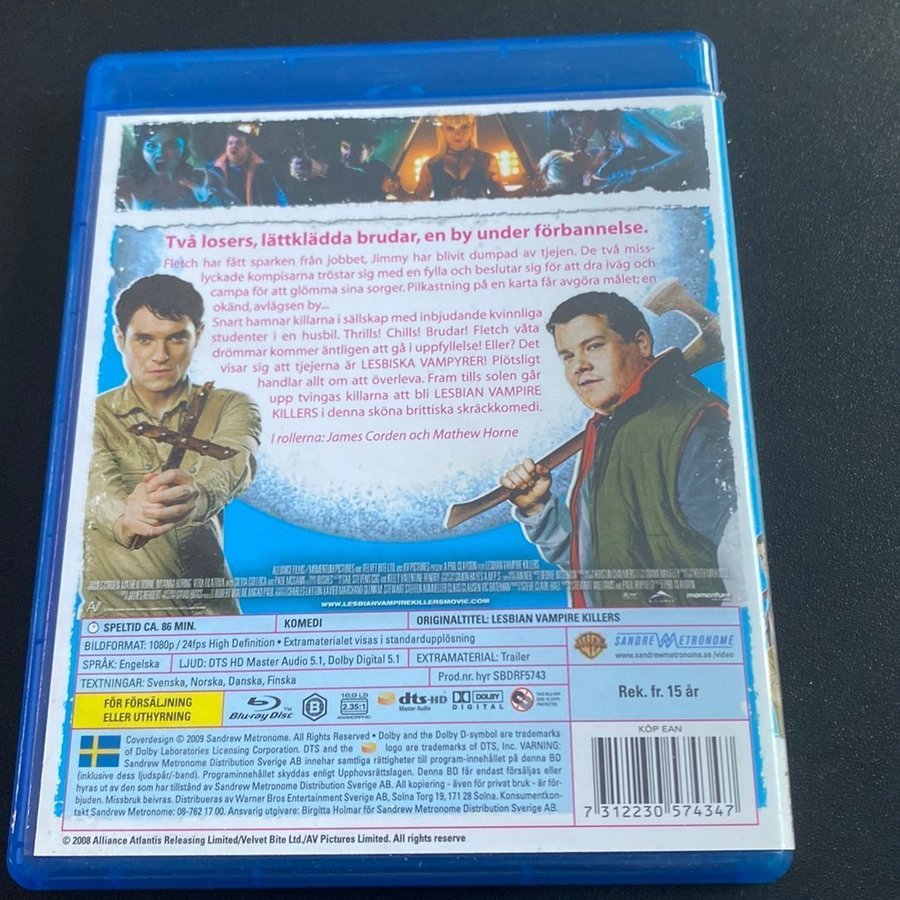 Två losers, lättklädda brudar, en by under förbannelse.
Fletch har fått sparken från jobbet, Jimmy har blivit dumpad av tjejen. De två miss-
lyckade kompisarna tröstar sig med en fylla och beslutar sig för att dra iväg och
campa för att glömma sina sorger. Pilkastning på en karta får avgöra målet; en
okänd, avlägsen by...
Snart hamnar killarna i sällskap med inbjudande kvinnliga
studenter i en husbil. Thrills! Chills! Brudar! Fletch våta
drömmar kommer äntligen att gå i uppfyllelse! Eller? Det
visar sig att tjejerna är LESBISKA VAMPYRER! Plötsligt
handlar allt om att överleva. Fram tills solen går
upp tvingas killarna att bli LESBIAN VAMPIRE
KILLERS i denna sköna brittiska skräckkomedi.
I rollerna: James Corden och Mathew Horne
WWW.LESBIANVAMPIREKILLERSMOVIE.COM
momentum
SPELTID CA. 86 MIN.
KOMEDI
ORIGINALTITEL: LESBIAN VAMPIRE KILLERS
BILDFORMAT: 1080p / 24fps High Definition • Extramaterialet visas i standardupplösning
SPRÅK: Engelska
LJUD: DTS HD Master Audio 5.1, Dolby Digital 5.1
EXTRAMATERIAL: Trailer
TEXTNINGAR: Svenska, Norska, Danska, Finska
Prod.nr. hyr SBDRF5743
SANDREW METRONOME
www.sandrewmetronome.se/video
Rek. fr. 15 år
FÖR FÖRSÄLJNING
ELLER UTHYRNING
Blu-ray Disc
B
16:9 LB
2.35:1
dts-HD
Master Audio
DOLBY
DIGITAL
KÖP EAN
7 312230 574347
Coverdesign © 2009 Sandrew Metronome. All Rights Reserved • Dolby and the Dolby D-symbol are trademarks
of Dolby Laboratories Licensing Corporation. DTS and the logo are trademarks of DTS, Inc. VARNING:
Sandrew Metronome Distribution Sverige AB innehar samtliga rättigheter till program-innehållet på denna BD
(inklusive dess ljudspår/-band). Programinnehållet skyddas enligt Upphovsrättslagen. Denna BD får endast försäljas eller
hyras ut av den som har tillstånd av Sandrew Metronome Distribution Sverige AB. All kopiering - även för privat bruk - är för-
bjuden. Missbruk beivras. Distribueras av Warner Bros Entertainment Sverige AB, Solna Torg 19, 171 28 Solna. Konsumentkon-
takt Sandrew Metronome: 08-762 17 00. Ansvarig utgivare: Birgitta Holmar för Sandrew Metronome Distribution Sverige AB.
© 2008 Alliance Atlantis Releasing Limited/Velvet Bite Ltd./AV Pictures Limited. All rights reserve